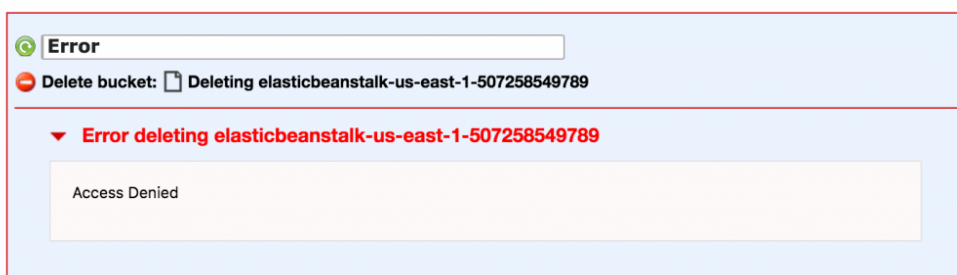 Error
Delete bucket: Deleting elasticbeanstalk-us-east-1-507258549789
Error deleting elasticbeanstalk-us-east-1-507258549789
Access Denied